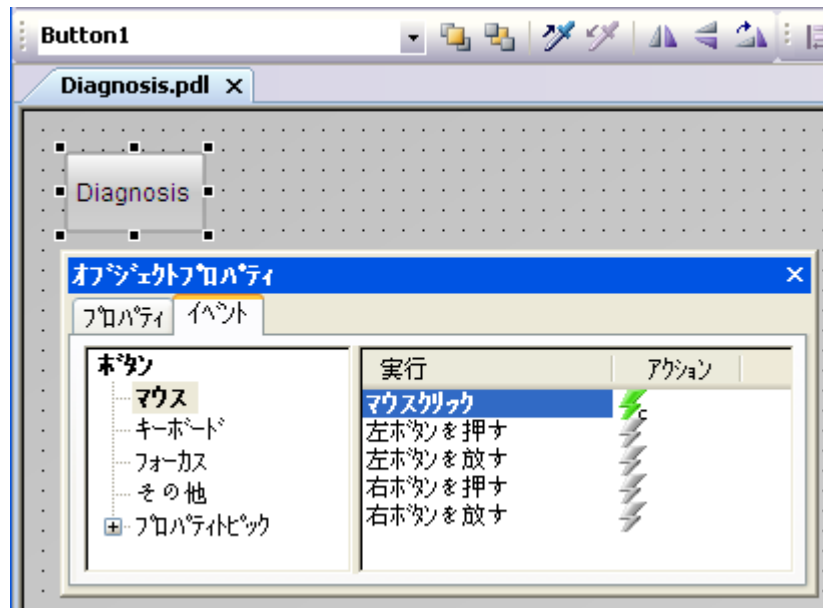 Button1
Diagnosis.pdl X
Diagnosis
ｵﾌﾞｼﾞｪｸﾄﾌﾟﾛﾊﾟﾃｨ
ﾌﾟﾛﾊﾟﾃｨ ｲﾍﾞﾝﾄ
ﾎﾞﾀﾝ
ﾏｳｽ
ｷｰﾎﾞｰﾄﾞ
ﾌｫｰｶｽ
その他
ﾌﾟﾛﾊﾟﾃｨﾄﾋﾟｯｸ
実行 ｱｸｼｮﾝ
ﾏｳｽｸﾘｯｸ
左ﾎﾞﾀﾝを押す
左ﾎﾞﾀﾝを放す
右ﾎﾞﾀﾝを押す
右ﾎﾞﾀﾝを放す